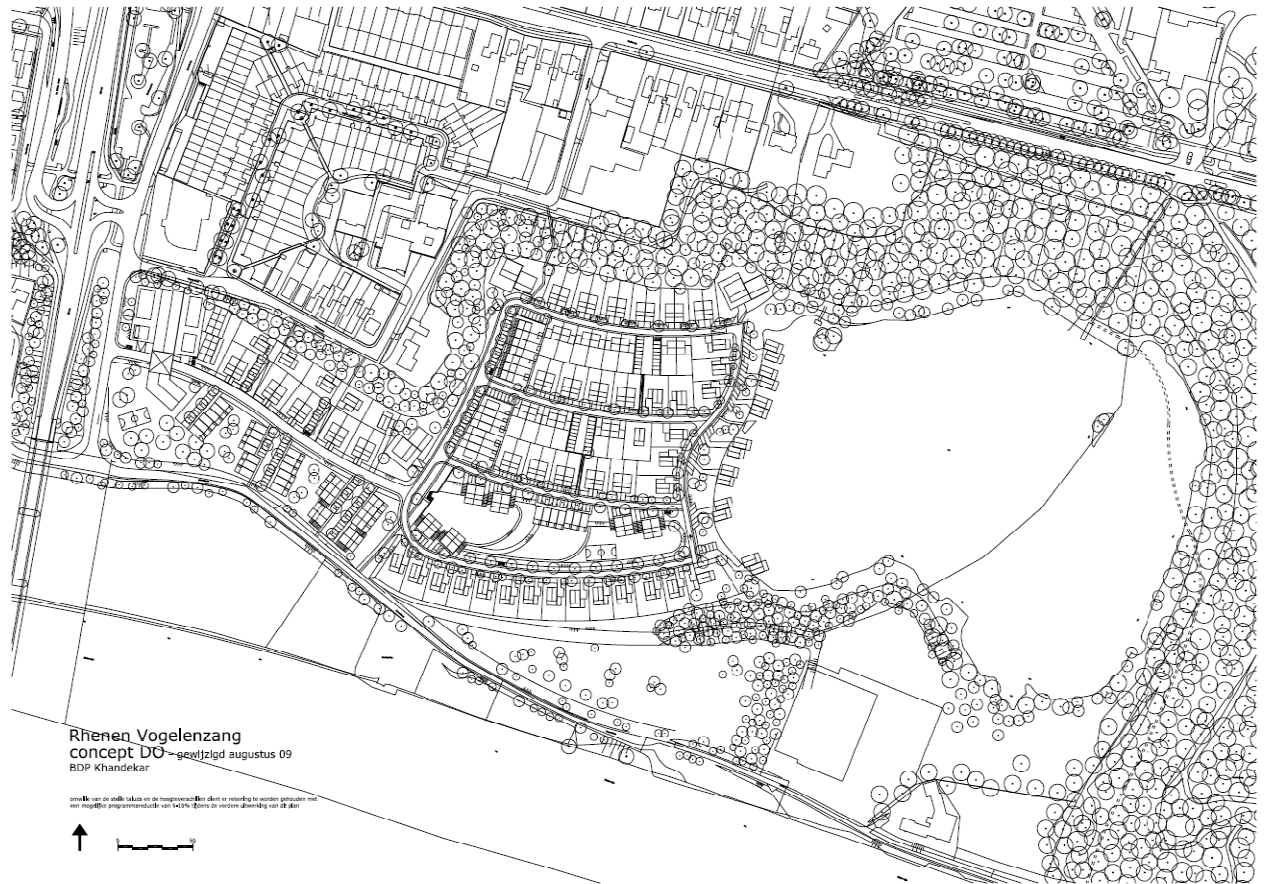 Rhenen Vogelenzang
concept DO - gewijzigd augustus 09
BDP Khandekar
omwille van de steile taluds en de hoogteverschillen dient er rekening te worden gehouden met
een mogelijke programmareductie van 5-10% tijdens de verdere uitwerking van dit plan
0 50